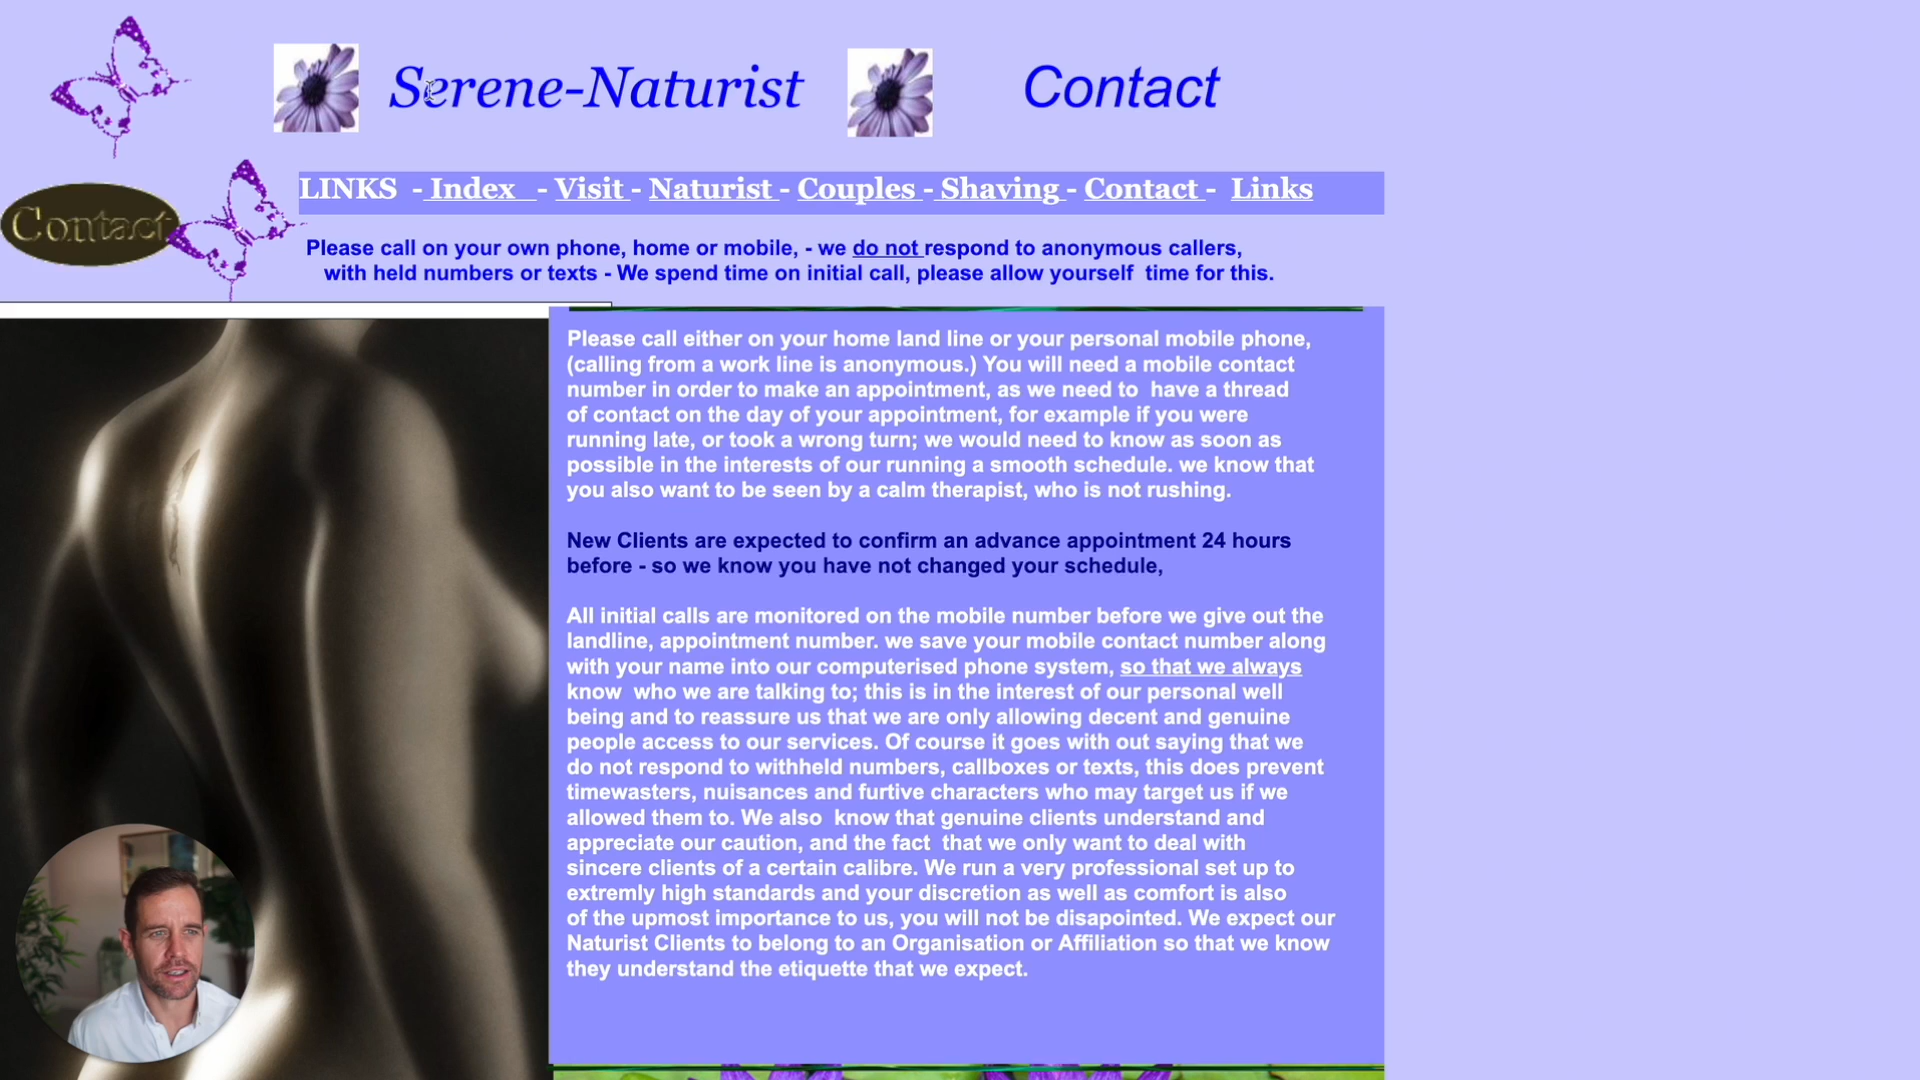 Serene-Naturist
Contact
LINKS - Index - Visit - Naturist - Couples - Shaving - Contact - Links
Contact
Please call on your own phone, home or mobile, - we do not respond to anonymous callers,
with held numbers or texts - We spend time on initial call, please allow yourself time for this.
Please call either on your home land line or your personal mobile phone,
(calling from a work line is anonymous.) You will need a mobile contact
number in order to make an appointment, as we need to have a thread
of contact on the day of your appointment, for example if you were
running late, or took a wrong turn; we would need to know as soon as
possible in the interests of our running a smooth schedule. we know that
you also want to be seen by a calm therapist, who is not rushing.
New Clients are expected to confirm an advance appointment 24 hours
before - so we know you have not changed your schedule,
All initial calls are monitored on the mobile number before we give out the
landline, appointment number. we save your mobile contact number along
with your name into our computerised phone system, so that we always
know who we are talking to; this is in the interest of our personal well
being and to reassure us that we are only allowing decent and genuine
people access to our services. Of course it goes with out saying that we
do not respond to withheld numbers, callboxes or texts, this does prevent
timewasters, nuisances and furtive characters who may target us if we
allowed them to. We also know that genuine clients understand and
appreciate our caution, and the fact that we only want to deal with
sincere clients of a certain calibre. We run a very professional set up to
extremly high standards and your discretion as well as comfort is also
of the upmost importance to us, you will not be disapointed. We expect our
Naturist Clients to belong to an Organisation or Affiliation so that we know
they understand the etiquette that we expect.